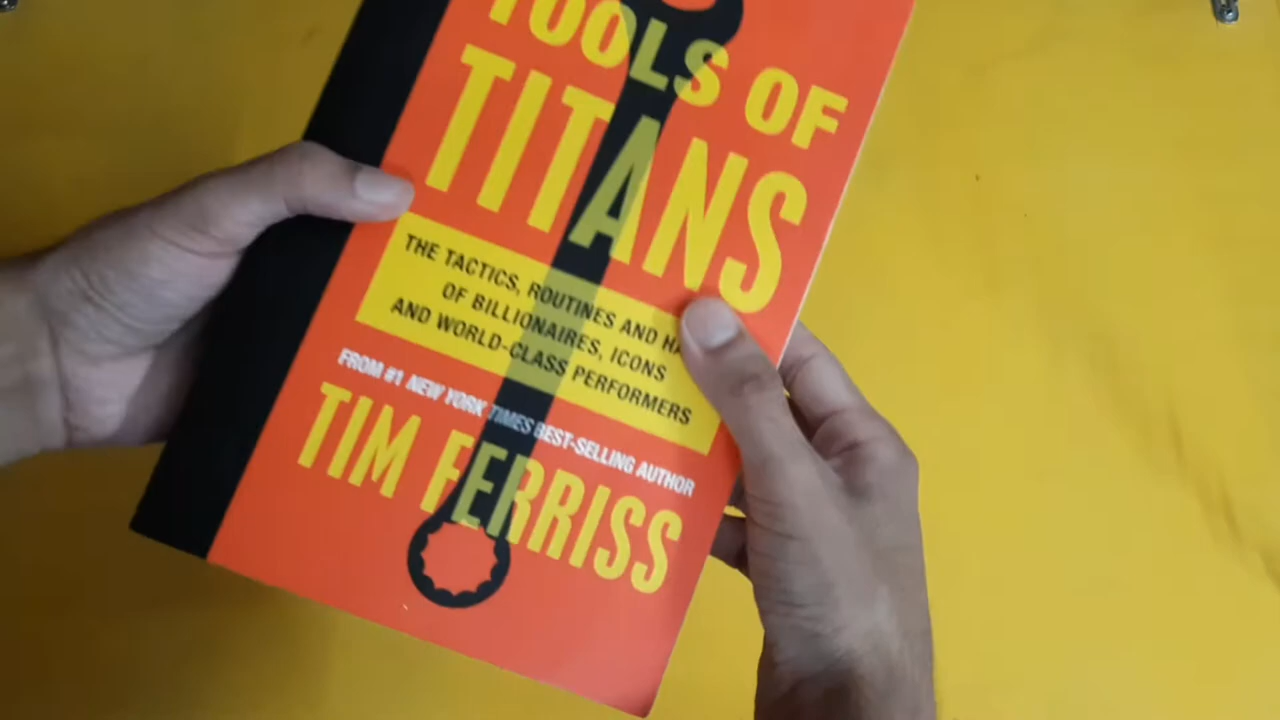 TOOLS OF
TITANS
THE TACTICS, ROUTINES AND
OF BILLIONAIRES, ICONS
AND WORLD-CLASS PERFORMERS
FROM #1 NEW YORK TIMES BEST-SELLING AUTHOR
TIM FERRISS